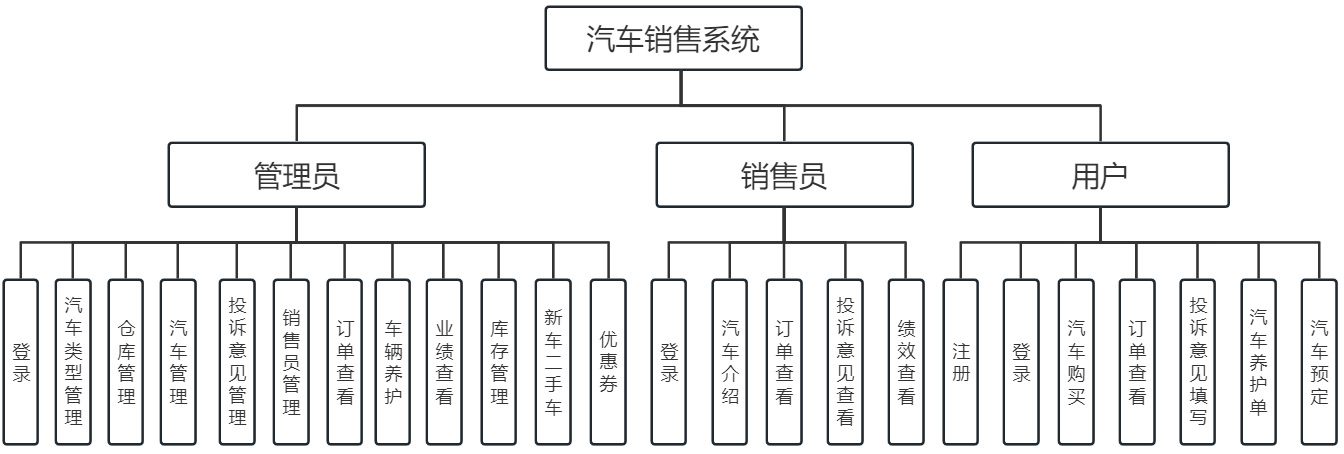 汽车销售系统
管理员
销售员
用户
登录
汽车类型管理
仓库管理
汽车管理
投诉意见管理
销售员管理
订单查看
车辆养护
业绩查看
库存管理
新车二手车
优惠券
登录
汽车介绍
订单查看
投诉意见查看
绩效查看
注册
登录
汽车购买
订单查看
投诉意见填写
汽车养护单
汽车预定